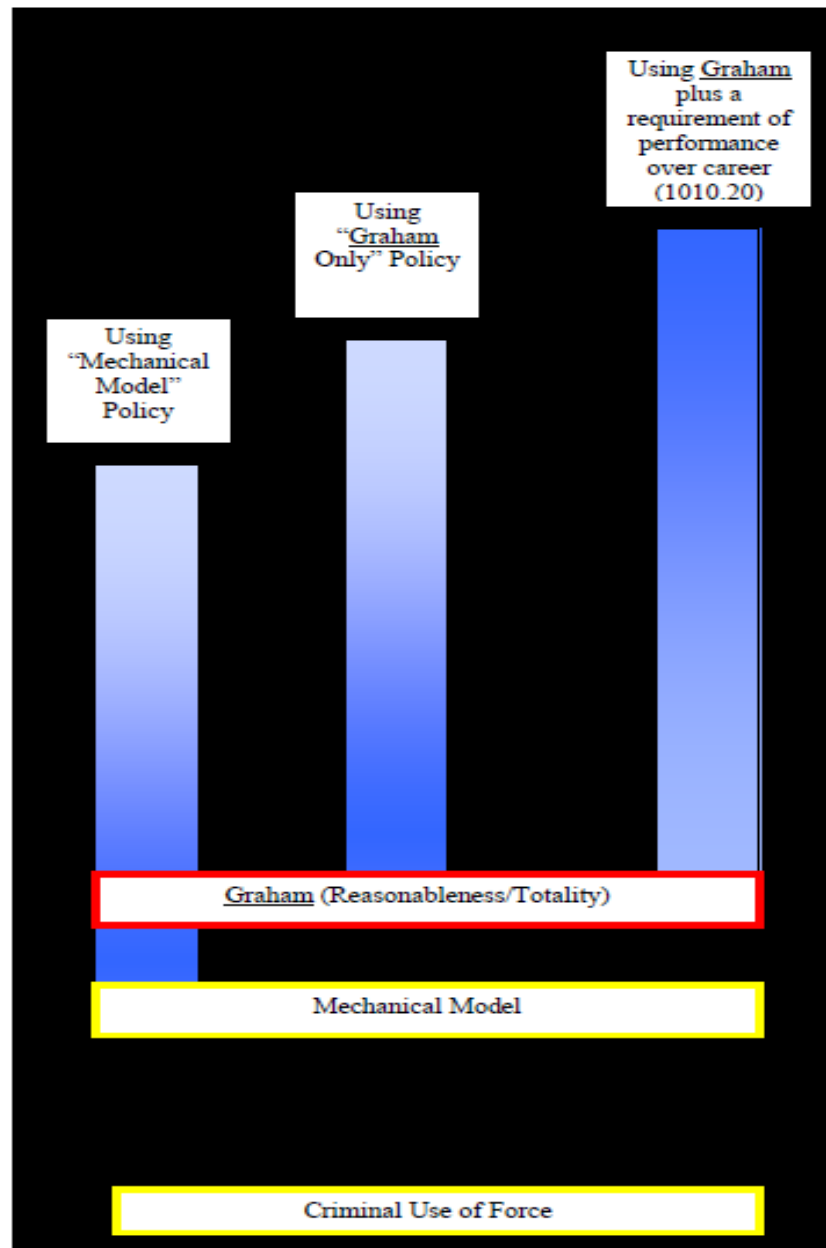 Using
“Mechanical
Model”
Policy
Using
“Graham
Only” Policy
Using Graham
plus a
requirement of
performance
over career
(1010.20)
Graham (Reasonableness/Totality)
Mechanical Model
Criminal Use of Force